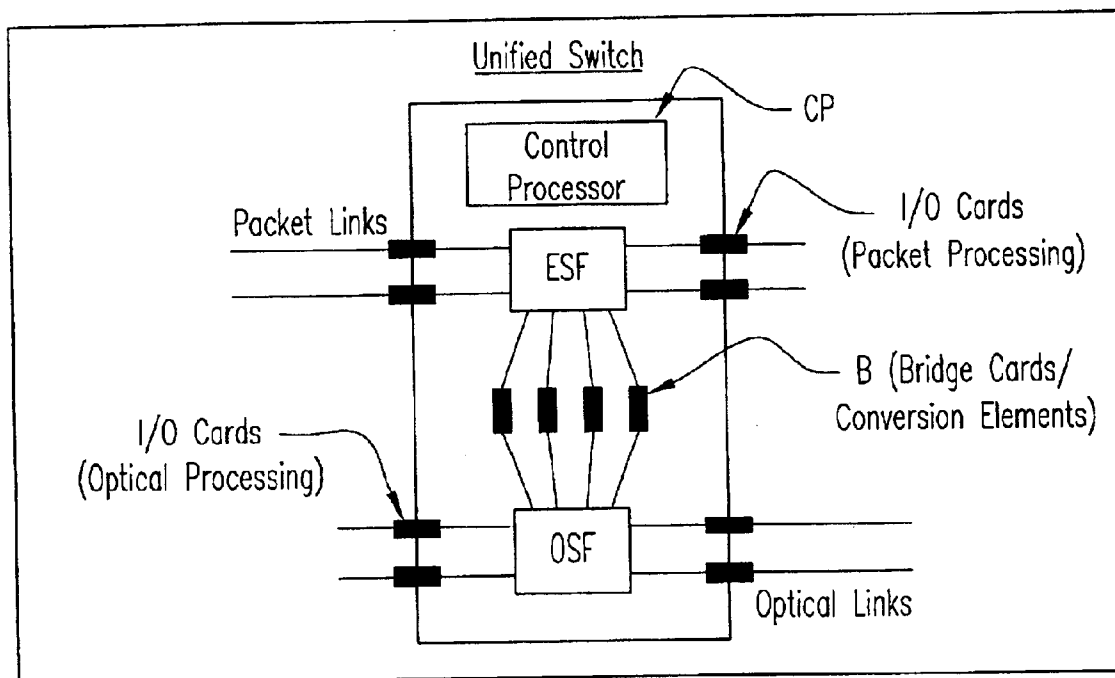 Unified Switch
CP
Control
Processor
Packet Links
I/O Cards
(Packet Processing)
ESF
B (Bridge Cards/
Conversion Elements)
I/O Cards
(Optical Processing)
OSF
Optical Links